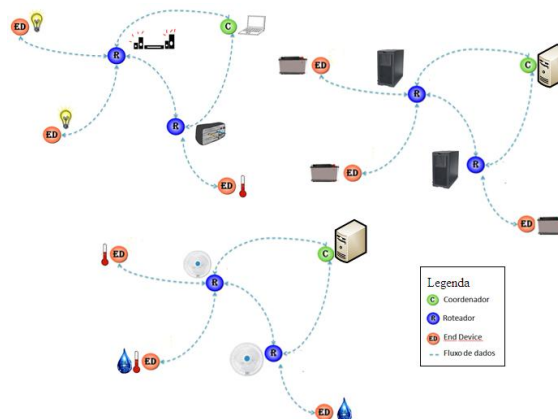 ED
C
R
ED
R
ED
ED
C
R
ED
R
ED
ED
C
R
ED
R
ED
Legenda
C Coordenador
R Roteador
ED End Device
Fluxo de dados